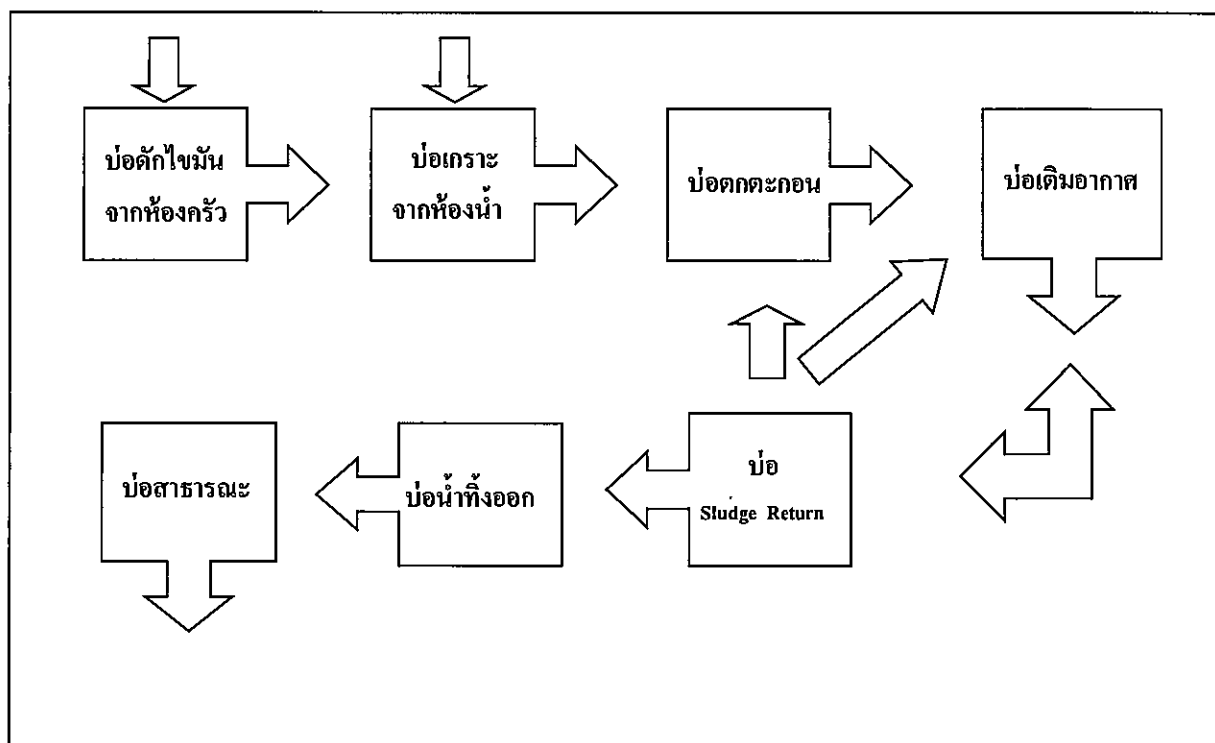 บ่อดักไขมัน
จากห้องครัว
บ่อเกราะ
จากห้องน้ำ
บ่อตกตะกอน
บ่อเติมอากาศ
บ่อสาธารณะ
บ่อน้ำทิ้งออก
บ่อ
Sludge Return